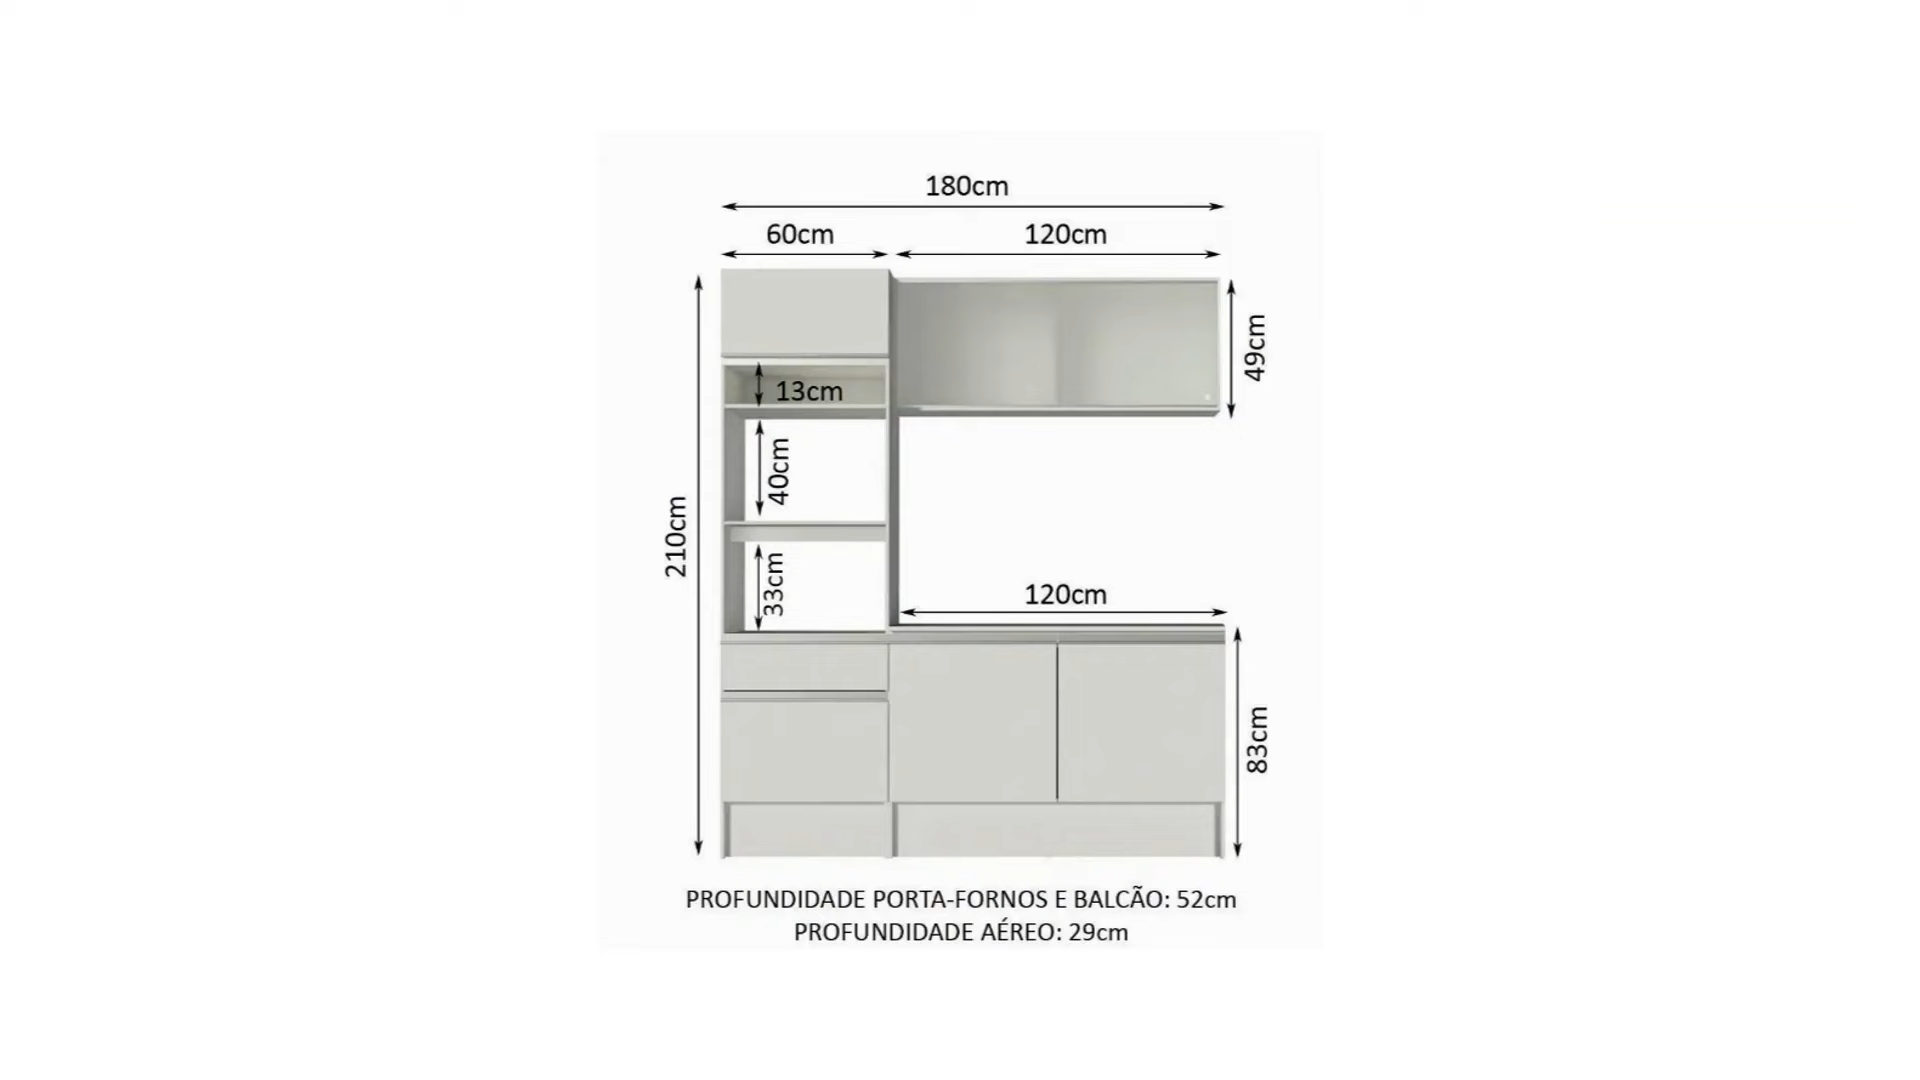 180cm
60cm
120cm
49cm
13cm
40cm
210cm
33cm
120cm
83cm
PROFUNDIDADE PORTA-FORNOS E BALCÃO: 52cm
PROFUNDIDADE AÉREO: 29cm